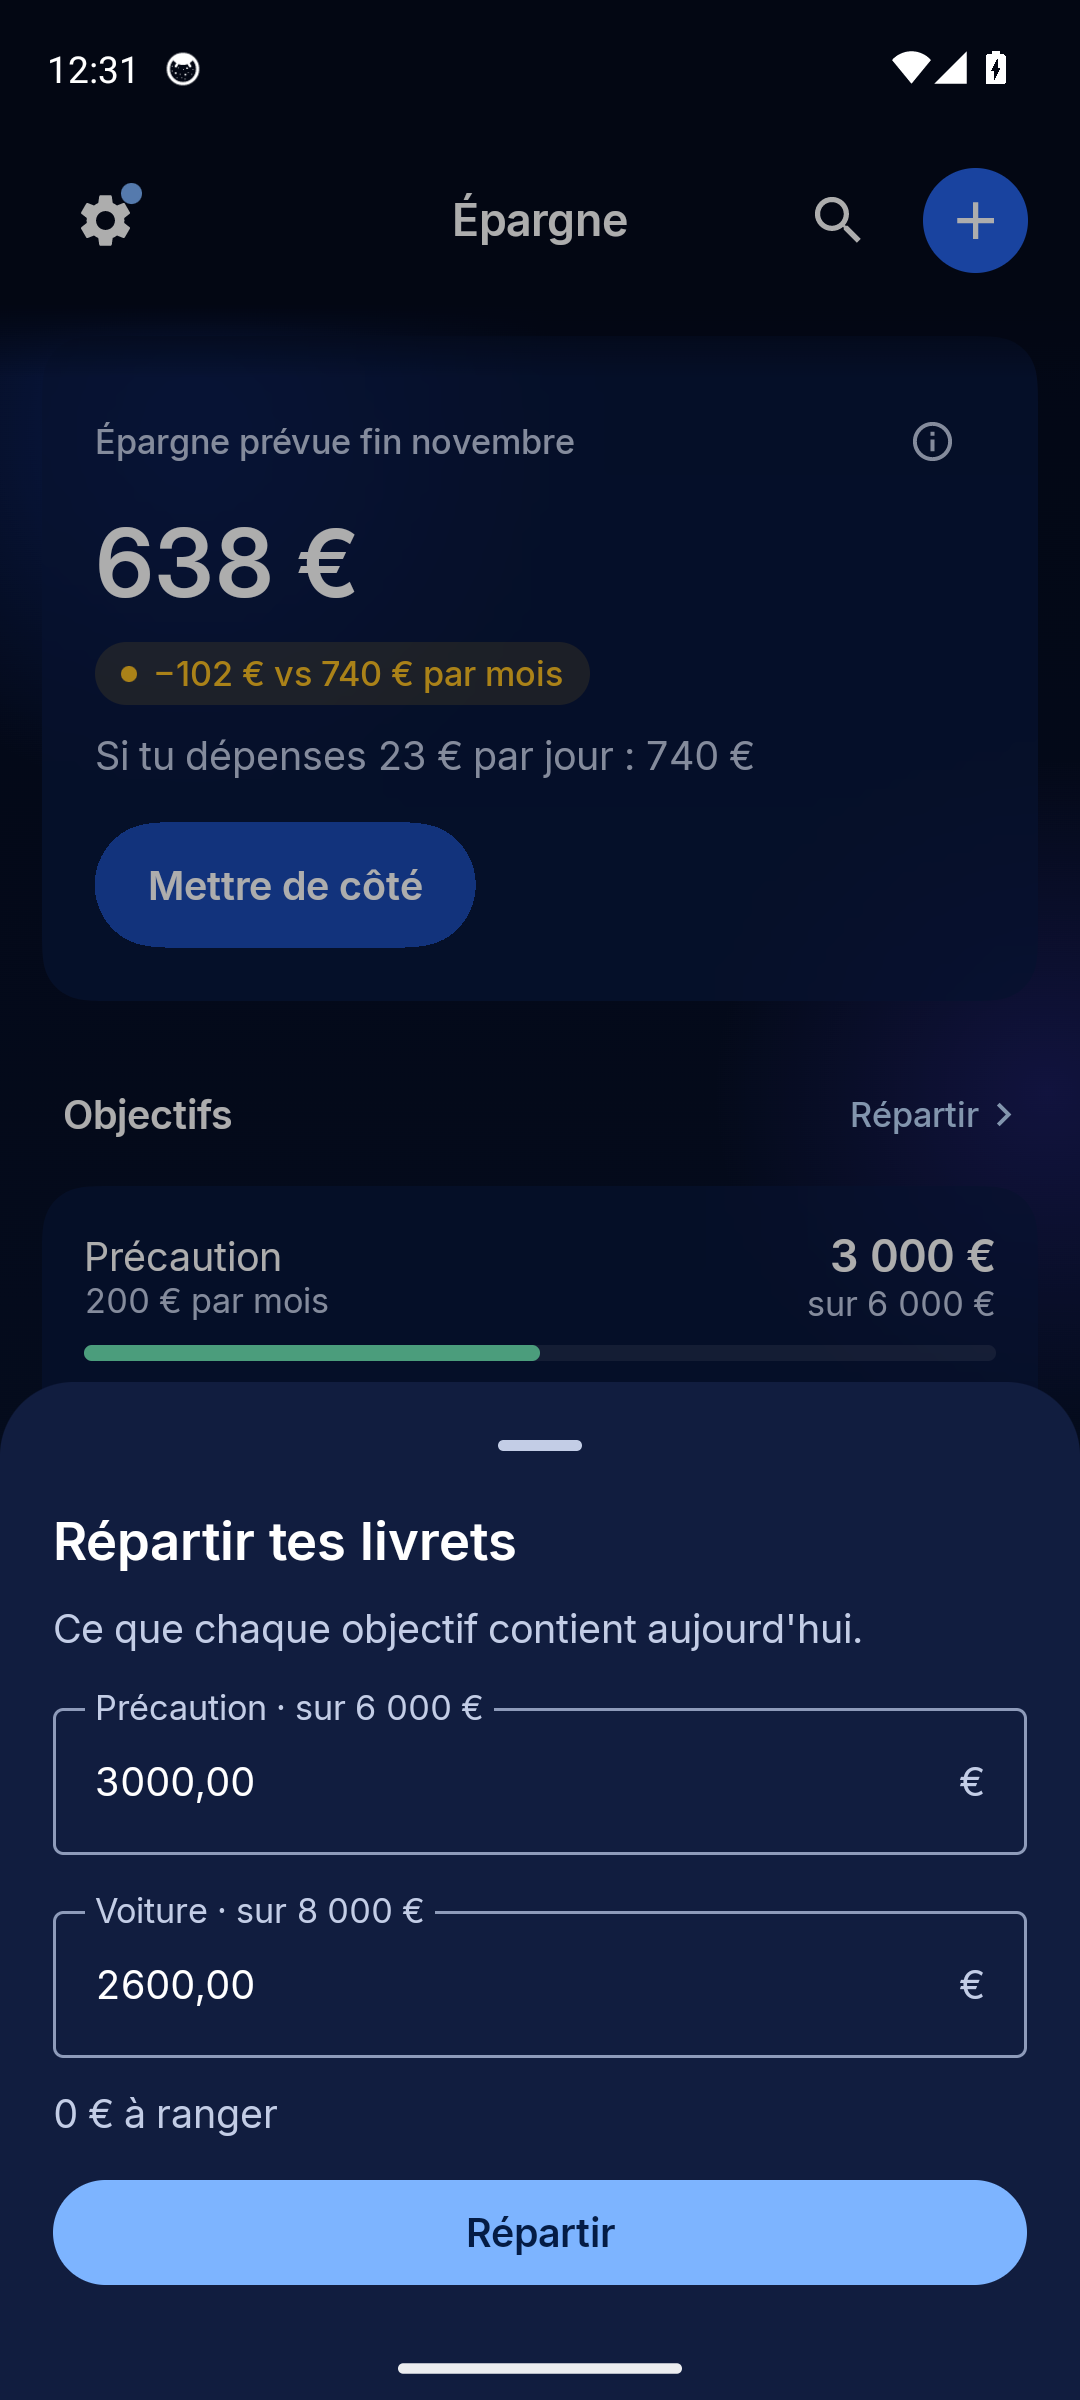 12:31
Épargne
Épargne prévue fin novembre
638 €
−102 € vs 740 € par mois
Si tu dépenses 23 € par jour : 740 €
Mettre de côté
Objectifs
Répartir
Précaution
3 000 €
200 € par mois
sur 6 000 €
Répartir tes livrets
Ce que chaque objectif contient aujourd'hui.
Précaution · sur 6 000 €
3000,00 €
Voiture · sur 8 000 €
2600,00 €
0 € à ranger
Répartir